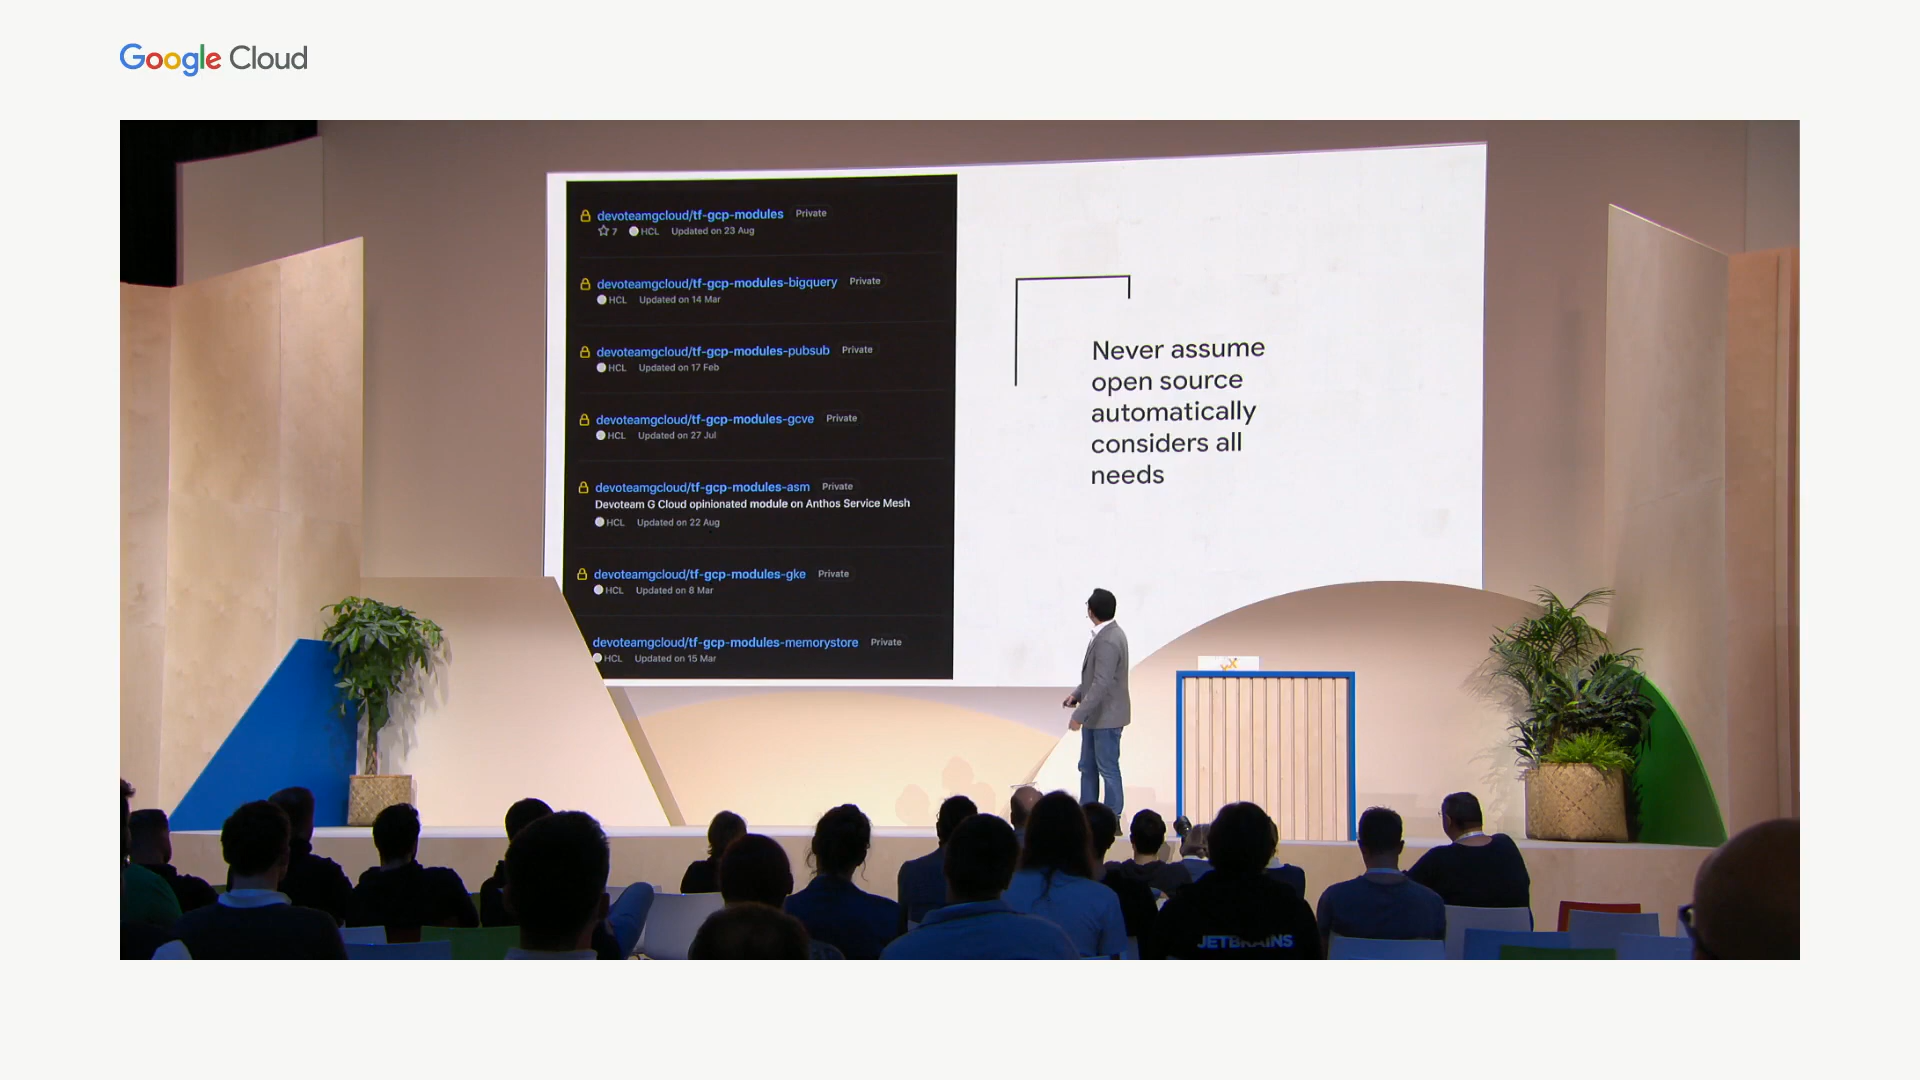 Google Cloud
devoteamgcloud/tf-gcp-modules Private
7 HCL Updated on 23 Aug
devoteamgcloud/tf-gcp-modules-bigquery Private
HCL Updated on 14 Mar
devoteamgcloud/tf-gcp-modules-pubsub Private
HCL Updated on 17 Feb
devoteamgcloud/tf-gcp-modules-gcve Private
HCL Updated on 27 Jul
devoteamgcloud/tf-gcp-modules-asm Private
Devoteam G Cloud opinionated module on Anthos Service Mesh
HCL Updated on 22 Aug
devoteamgcloud/tf-gcp-modules-gke Private
HCL Updated on 8 Mar
devoteamgcloud/tf-gcp-modules-memorystore Private
HCL Updated on 15 Mar
Never assume
open source
automatically
considers all
needs
JETBRAINS